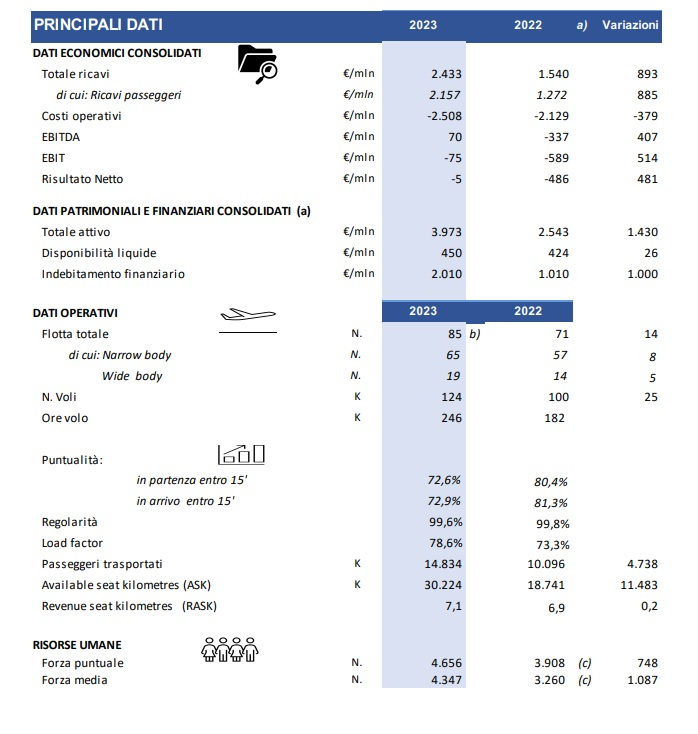 PRINCIPALI DATI 2023 2022 a) Variazioni
DATI ECONOMICI CONSOLIDATI
Totale ricavi €/mln 2.433 1.540 893
di cui: Ricavi passeggeri €/mln 2.157 1.272 885
Costi operativi €/mln -2.508 -2.129 -379
EBITDA €/mln 70 -337 407
EBIT €/mln -75 -589 514
Risultato Netto €/mln -5 -486 481
DATI PATRIMONIALI E FINANZIARI CONSOLIDATI (a)
Totale attivo €/mln 3.973 2.543 1.430
Disponibilità liquide €/mln 450 424 26
Indebitamento finanziario €/mln 2.010 1.010 1.000
DATI OPERATIVI 2023 2022
Flotta totale N. 85 b) 71 14
di cui: Narrow body N. 65 57 8
Wide body N. 19 14 5
N. Voli K 124 100 25
Ore volo K 246 182
Puntualità:
in partenza entro 15' 72,6% 80,4%
in arrivo entro 15' 72,9% 81,3%
Regolarità 99,6% 99,8%
Load factor 78,6% 73,3%
Passeggeri trasportati K 14.834 10.096 4.738
Available seat kilometres (ASK) K 30.224 18.741 11.483
Revenue seat kilometres (RASK) 7,1 6,9 0,2
RISORSE UMANE
Forza puntuale N. 4.656 3.908 (c) 748
Forza media N. 4.347 3.260 (c) 1.087